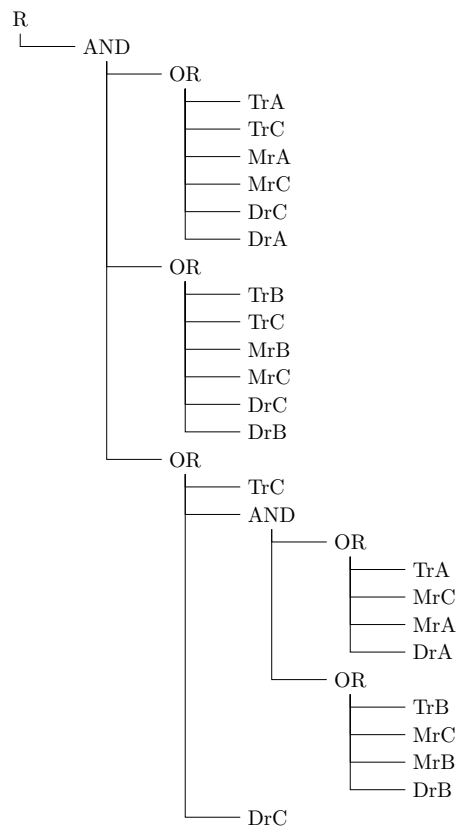 R
AND
OR
TrA
TrC
MrA
MrC
DrC
DrA
OR
TrB
TrC
MrB
MrC
DrC
DrB
OR
TrC
AND
OR
TrA
MrC
MrA
DrA
OR
TrB
MrC
MrB
DrB
DrC